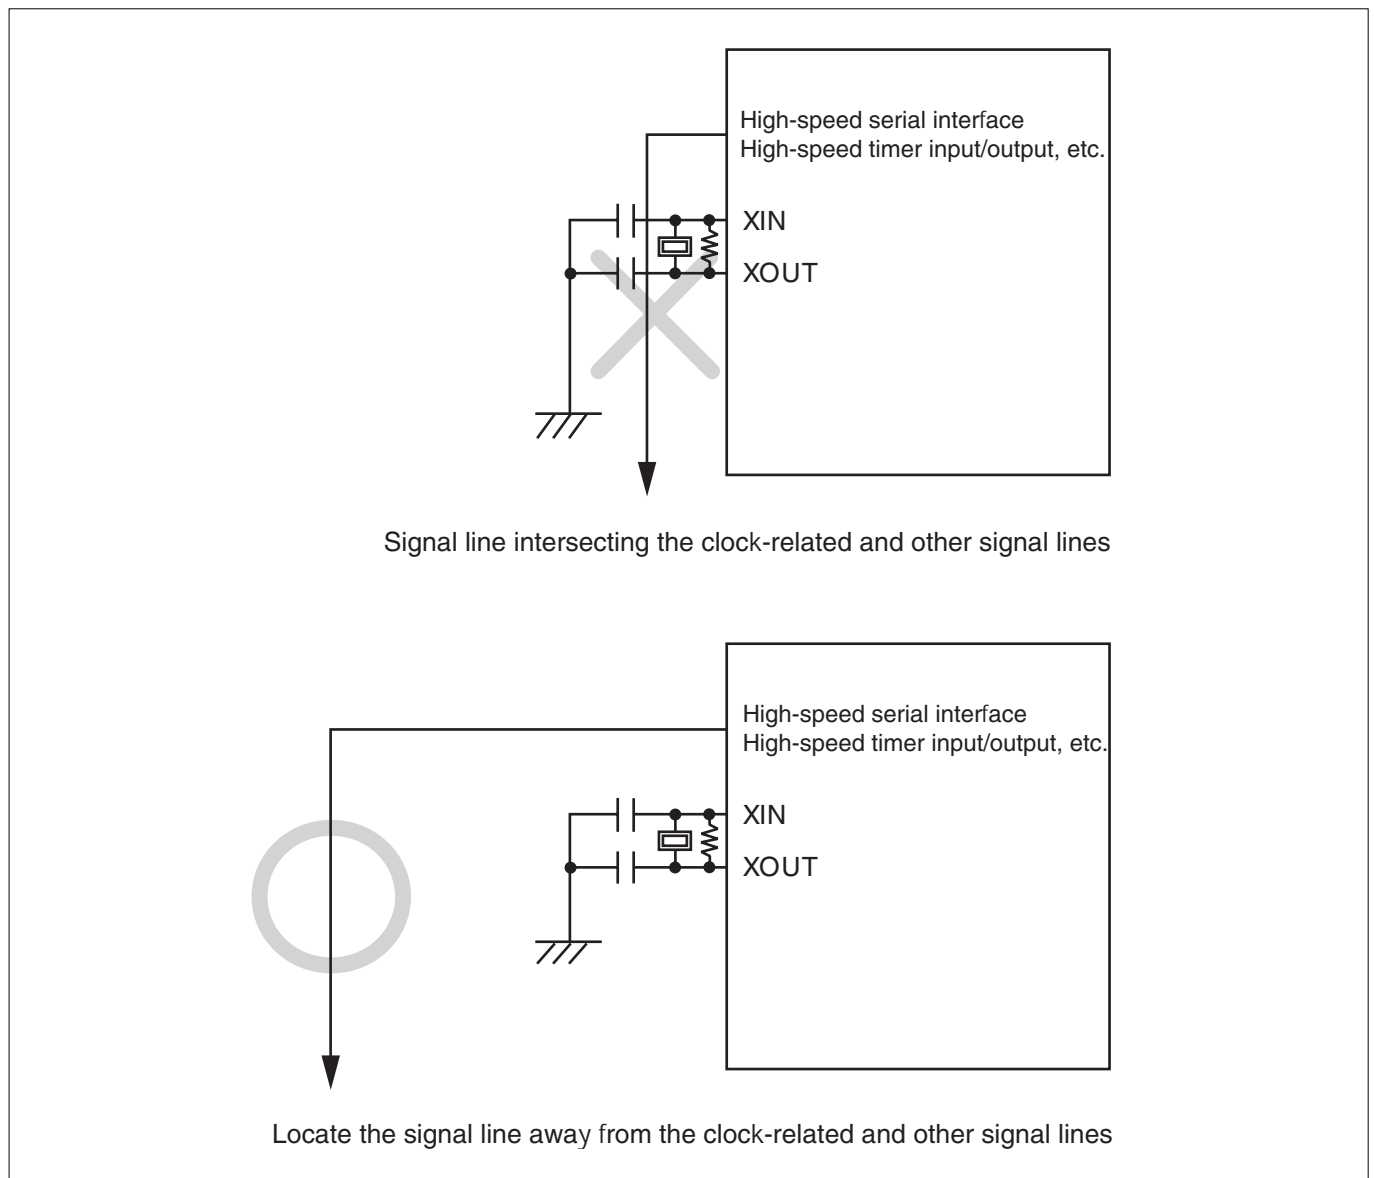 High-speed serial interface
High-speed timer input/output, etc.
XIN
XOUT
Signal line intersecting the clock-related and other signal lines
High-speed serial interface
High-speed timer input/output, etc.
XIN
XOUT
Locate the signal line away from the clock-related and other signal lines